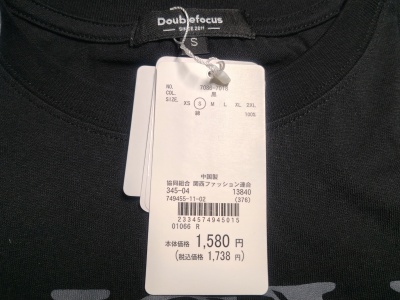 Doublefocus
SINCE 2011
S
NO.
COL. 黒
SIZE. XS S M L XL 2XL
綿 100%
中国製
協同組合 関西ファッション連合
345-04 13840
749455-11-02 (376)
2334574945015
01066 R
本体価格 1,580 円
(税込価格 1,738 円)